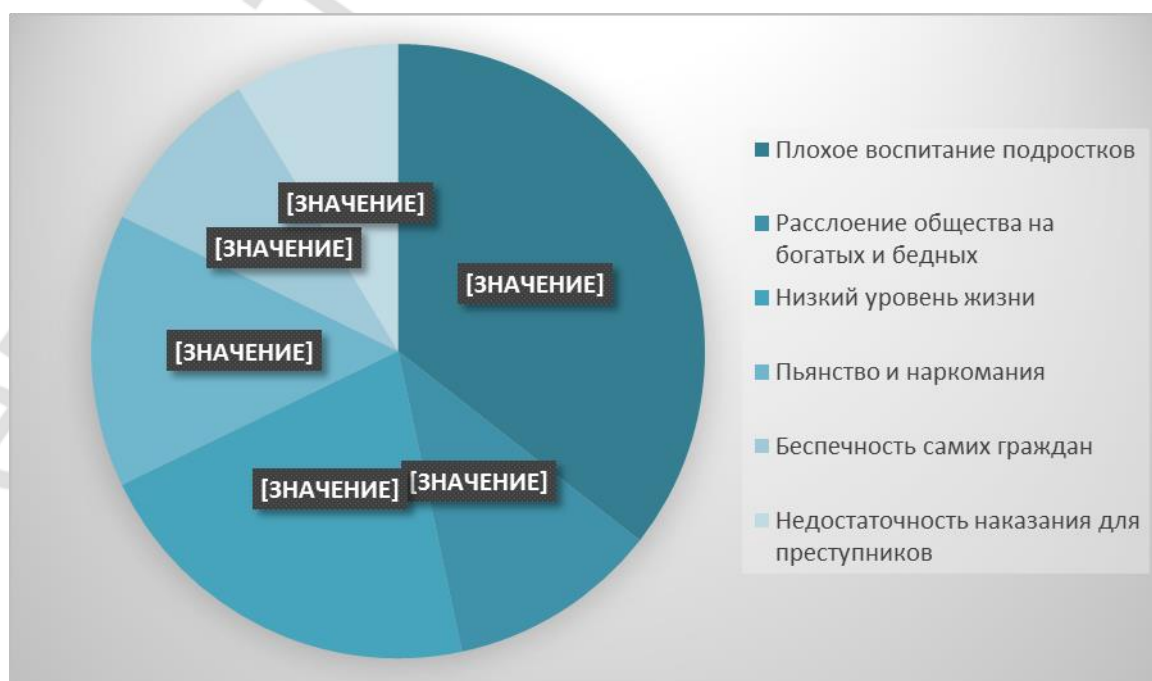 [ЗНАЧЕНИЕ]
[ЗНАЧЕНИЕ]
[ЗНАЧЕНИЕ]
[ЗНАЧЕНИЕ]
[ЗНАЧЕНИЕ]
[ЗНАЧЕНИЕ]
Плохое воспитание подростков
Расслоение общества на
богатых и бедных
Низкий уровень жизни
Пьянство и наркомания
Беспечность самих граждан
Недостаточность наказания для
преступников